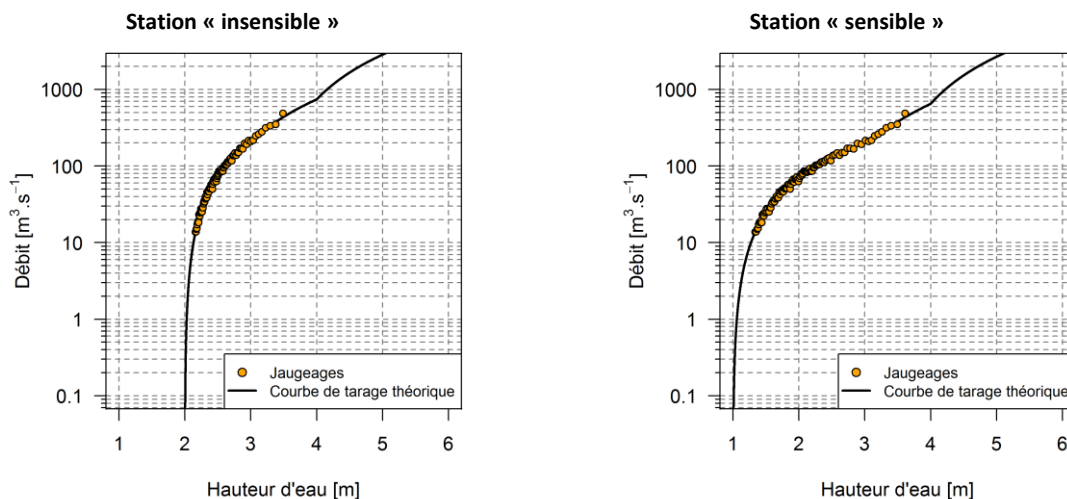 Station « insensible »
Débit [m³.s⁻¹]
1000
100
10
1
0.1
Jaugeages
Courbe de tarage théorique
1 2 3 4 5 6
Hauteur d'eau [m]
Station « sensible »
Débit [m³.s⁻¹]
1000
100
10
1
0.1
Jaugeages
Courbe de tarage théorique
1 2 3 4 5 6
Hauteur d'eau [m]